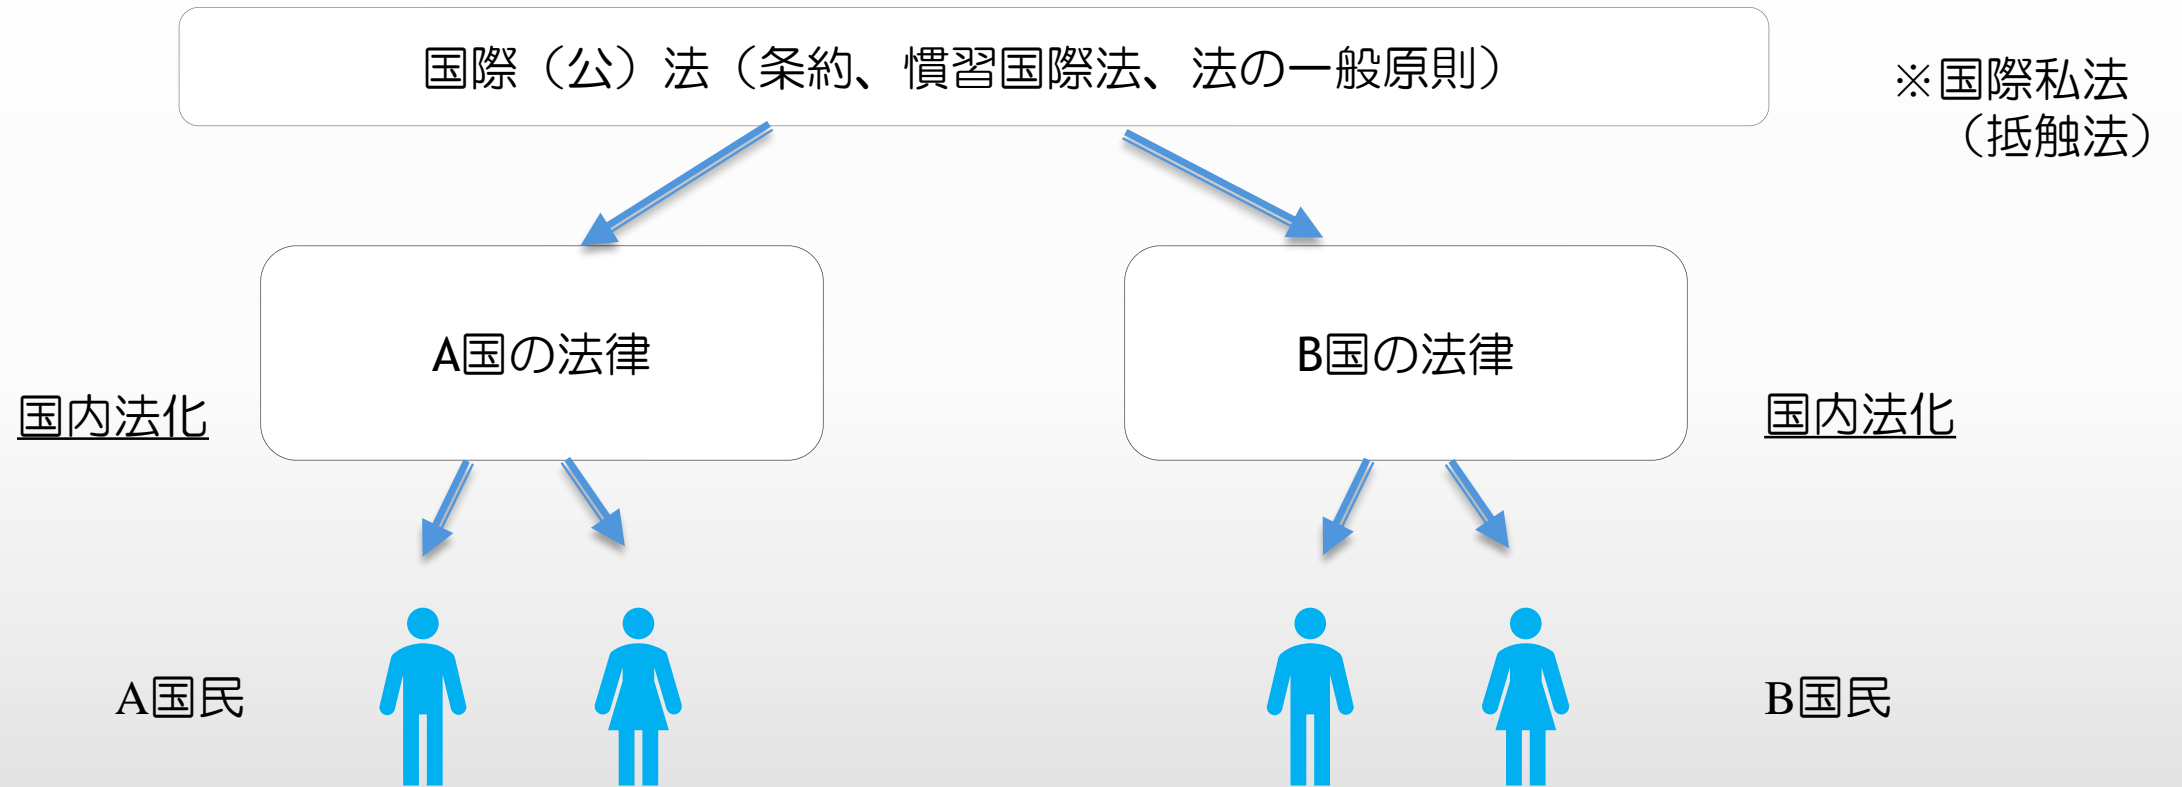 国際（公）法（条約、慣習国際法、法の一般原則）
※国際私法
（抵触法）
A国の法律
B国の法律
国内法化
国内法化
A国民
B国民